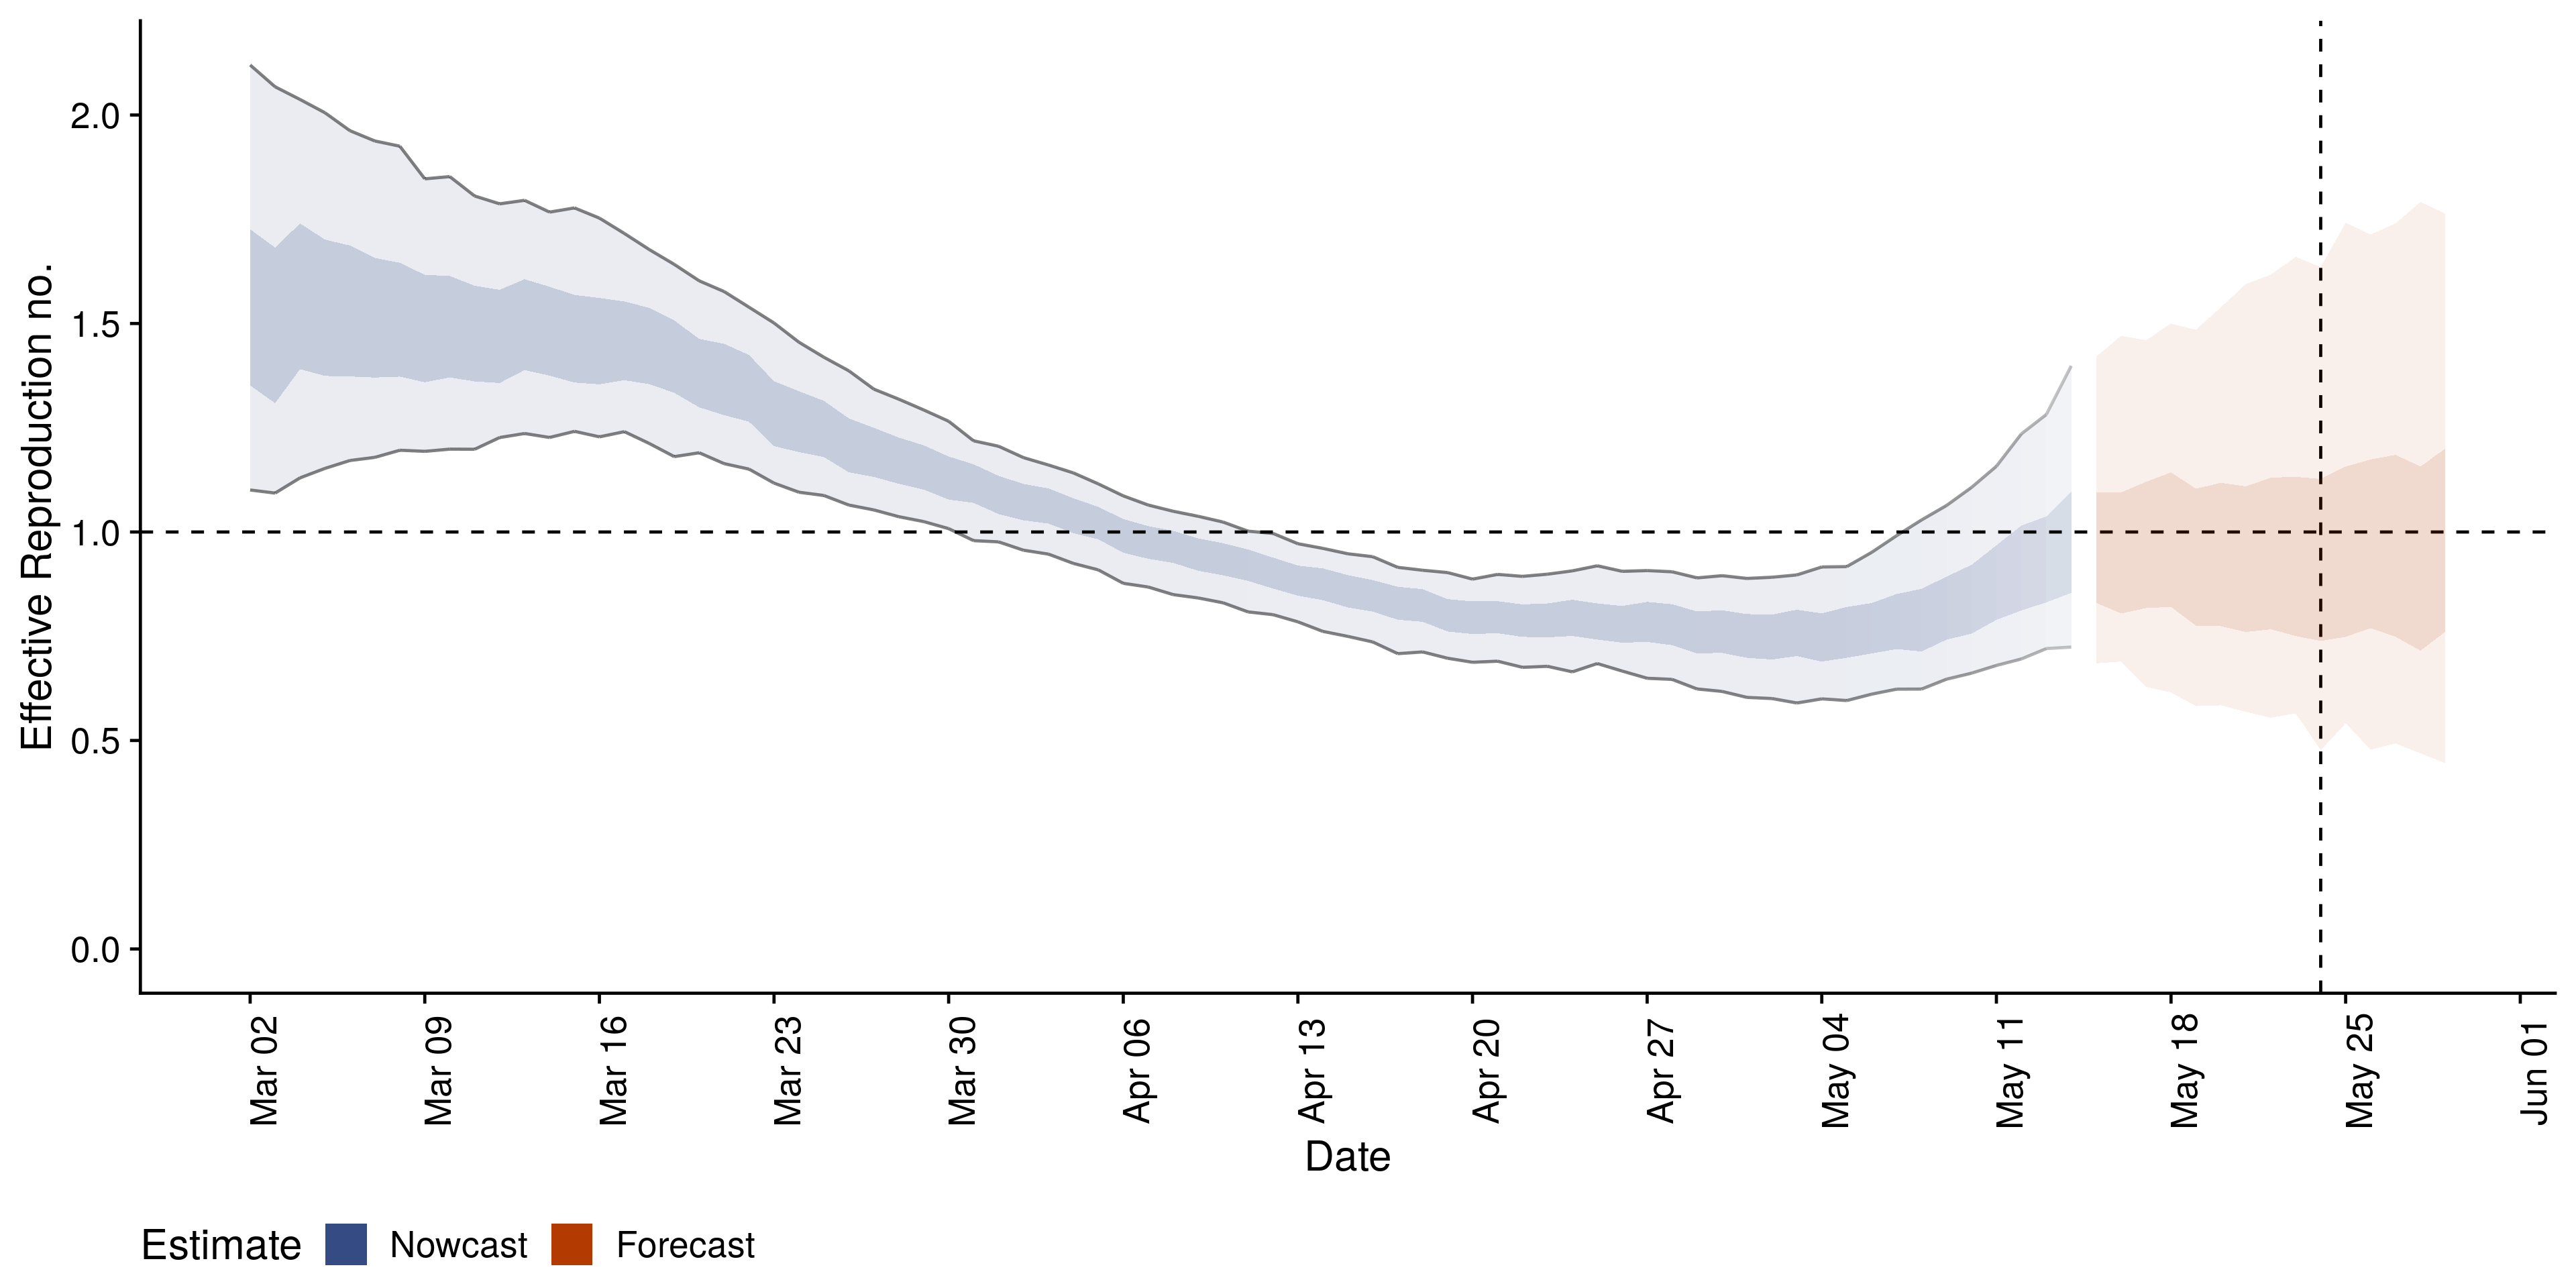 Effective Reproduction no.
2.0
1.5
1.0
0.5
0.0
Mar 02
Mar 09
Mar 16
Mar 23
Mar 30
Apr 06
Apr 13
Apr 20
Apr 27
May 04
May 11
May 18
May 25
Jun 01
Date
Estimate Nowcast Forecast